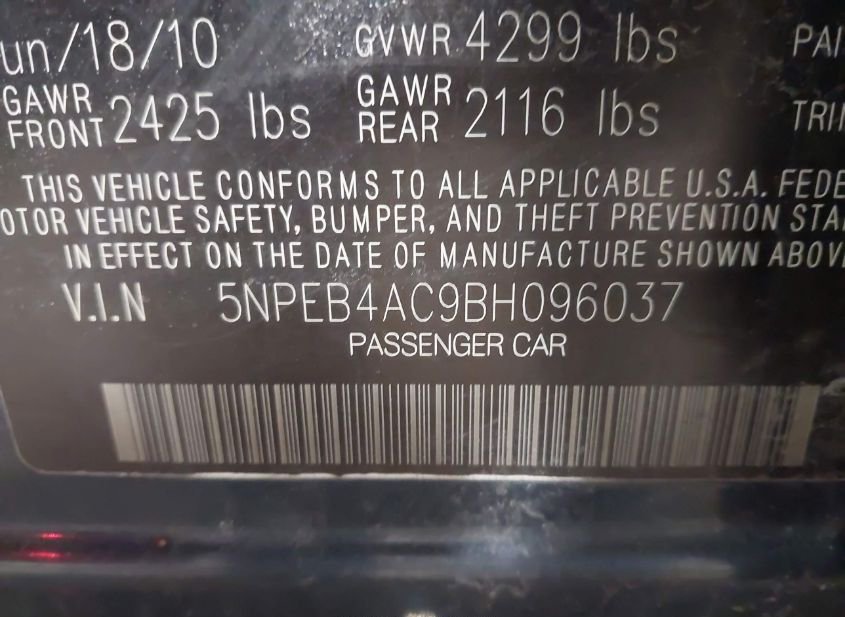 un/18/10 GVWR 4299 lbs PAI
GAWR FRONT 2425 lbs GAWR REAR 2116 lbs TRI
THIS VEHICLE CONFORMS TO ALL APPLICABLE U.S.A. FEDE
OTOR VEHICLE SAFETY, BUMPER, AND THEFT PREVENTION STA
IN EFFECT ON THE DATE OF MANUFACTURE SHOWN ABOV
V.I.N 5NPEB4AC9BH096037
PASSENGER CAR